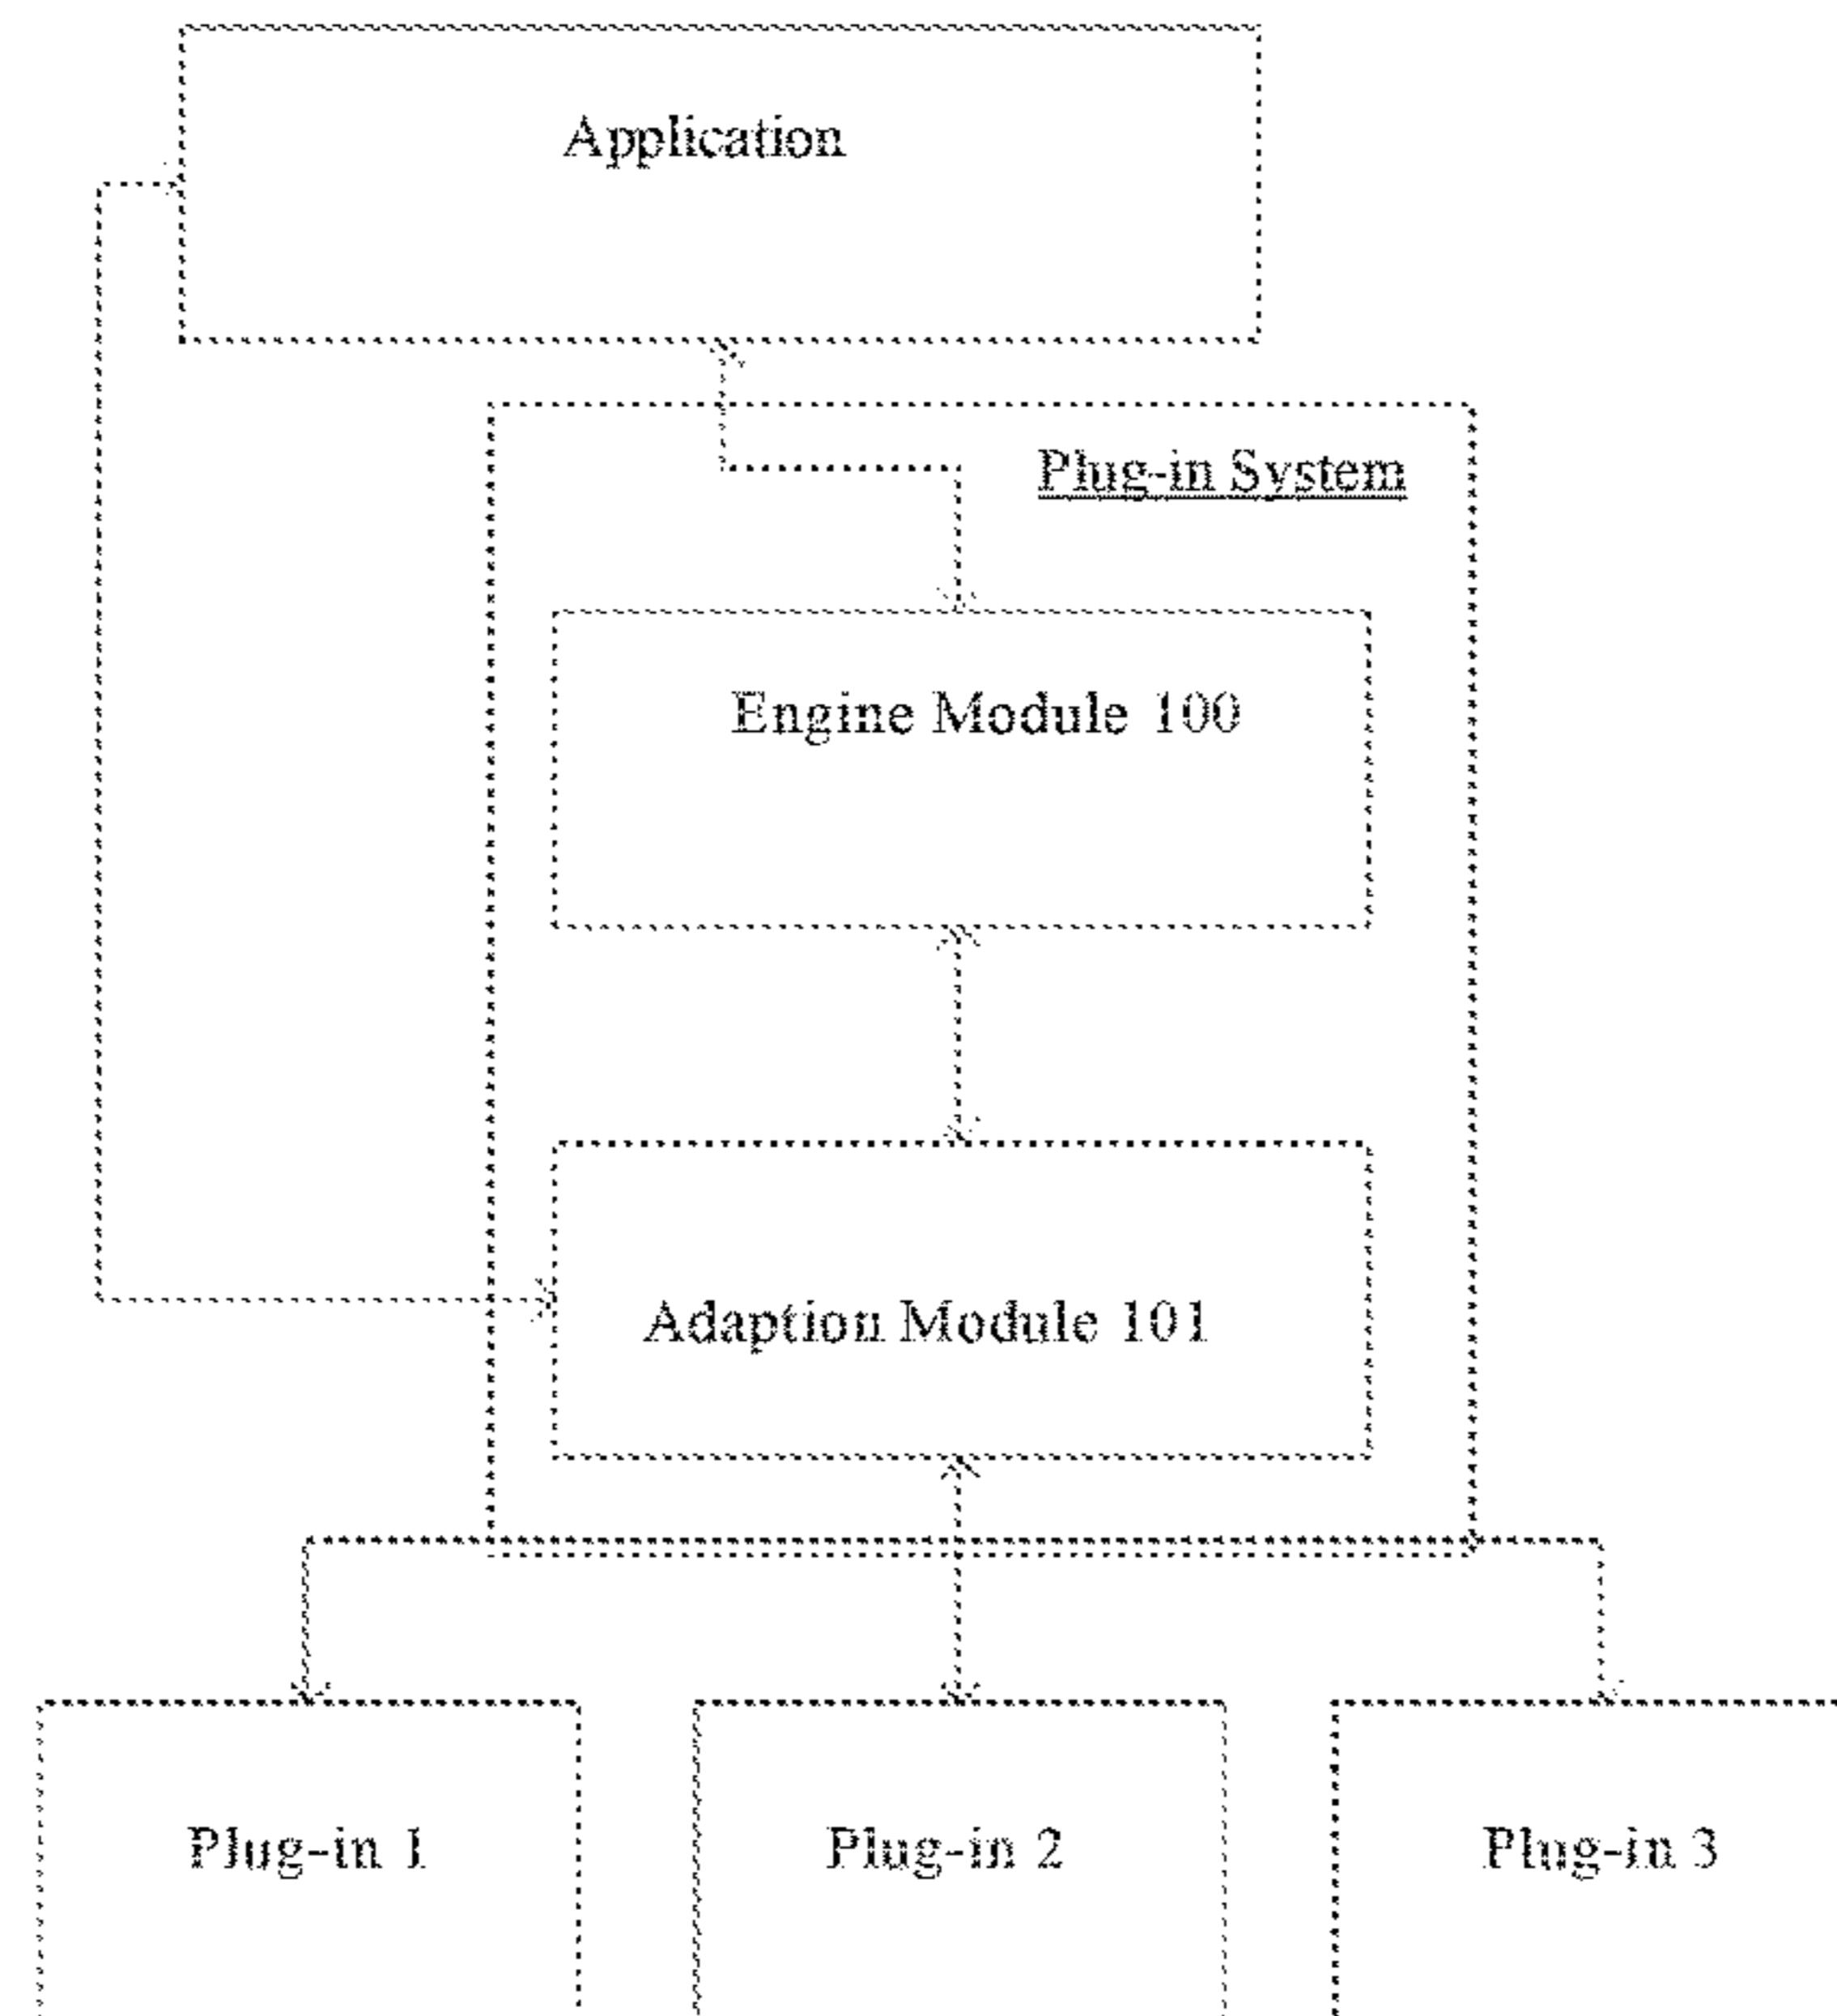 Application
Plug-in System
Engine Module 100
Adaption Module 101
Plug-in 1
Plug-in 2
Plug-in 3